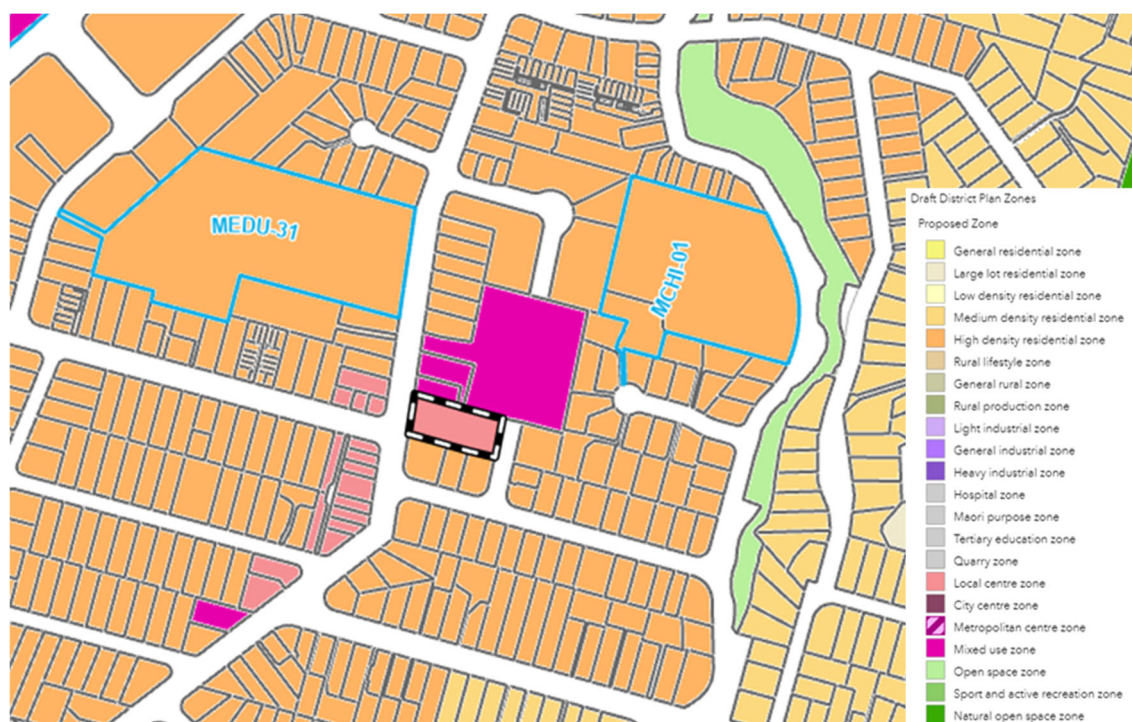 MEDU-31
MCHI-01
Draft District Plan Zones
Proposed Zone
General residential zone
Large lot residential zone
Low density residential zone
Medium density residential zone
High density residential zone
Rural lifestyle zone
General rural zone
Rural production zone
Light industrial zone
General industrial zone
Heavy industrial zone
Hospital zone
Maori purpose zone
Tertiary education zone
Quarry zone
Local centre zone
City centre zone
Metropolitan centre zone
Mixed use zone
Open space zone
Sport and active recreation zone
Natural open space zone